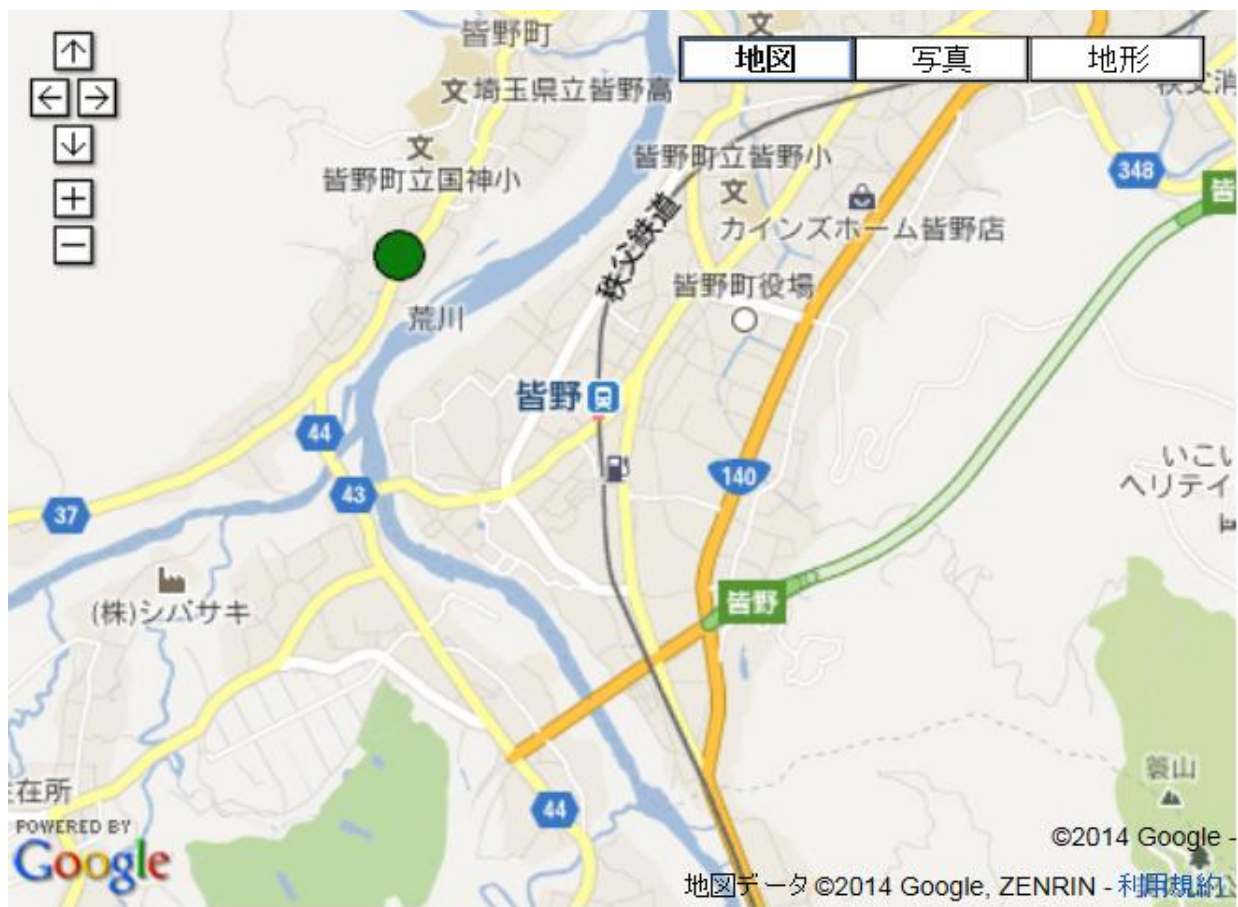 皆野町
文
地図
写真
地形
文 埼玉県立皆野高
秩父消
文
皆野町立国神小
皆野町立皆野小
文
348
皆
カインズホーム皆野店
秩父鉄道
皆野町役場
荒川
皆野
44
140
43
37
いこい
ヘリテイ
(株)シバサキ
皆野
在所
44
蓑山
POWERED BY
Google
©2014 Google -
地図データ ©2014 Google, ZENRIN - 利用規約